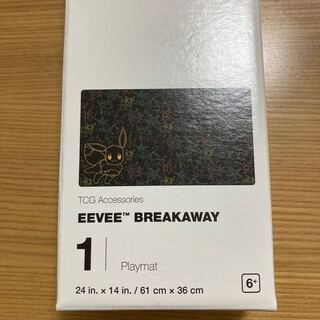 TCG Accessories
EEVEE™ BREAKAWAY
1 Playmat
24 in. × 14 in. / 61 cm × 36 cm
6+